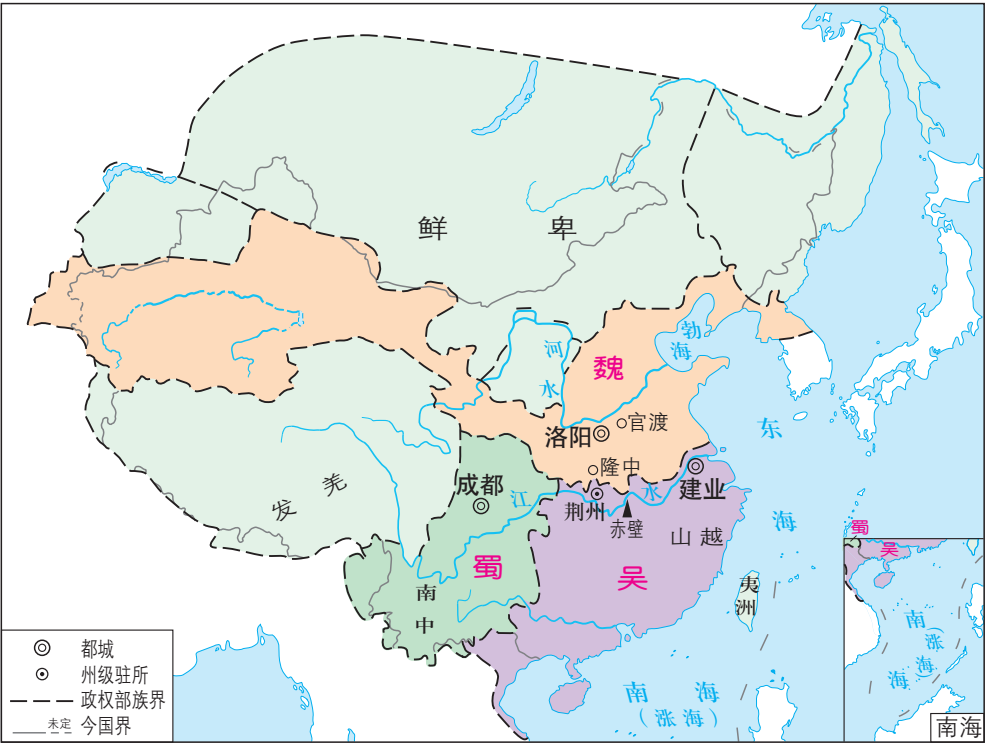 鲜 卑
勃
海
河
水
魏
官渡
洛阳
隆中
东
海
成都
江
水
建业
荆州
赤壁
山越
发 羌
蜀
吴
南
中
夷
洲
南 海
（涨 海）
蜀
吴
南
（涨
海）
海
南海
都城
州级驻所
政权部族界
未定
今国界